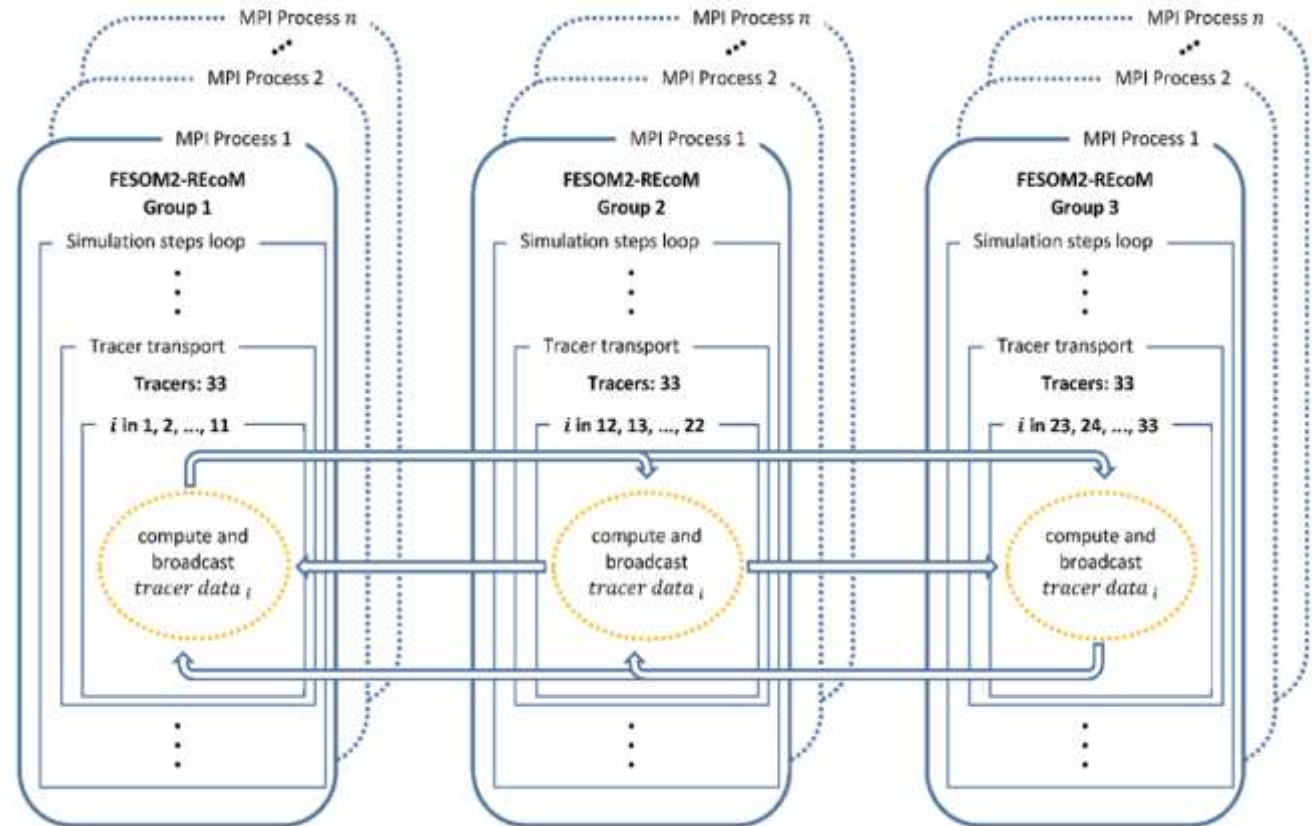 MPI Process n
MPI Process 2
MPI Process 1
FESOM2-REcoM
Group 1
Simulation steps loop
Tracer transport
Tracers: 33
i in 1, 2, ..., 11
compute and
broadcast
tracer data i
MPI Process n
MPI Process 2
MPI Process 1
FESOM2-REcoM
Group 2
Simulation steps loop
Tracer transport
Tracers: 33
i in 12, 13, ..., 22
compute and
broadcast
tracer data i
MPI Process n
MPI Process 2
MPI Process 1
FESOM2-REcoM
Group 3
Simulation steps loop
Tracer transport
Tracers: 33
i in 23, 24, ..., 33
compute and
broadcast
tracer data i